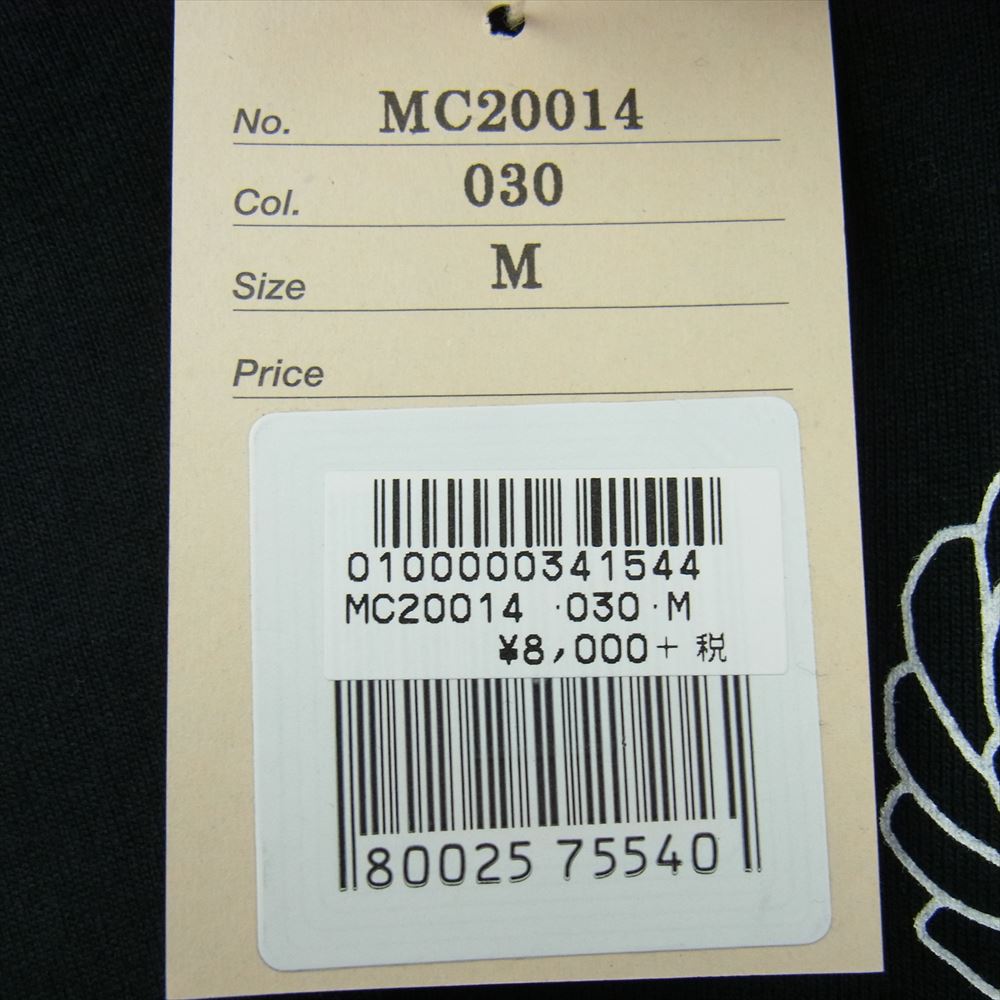 No. MC20014
Col. 030
Size M
Price
0100000341544
MC20014 ·030·M
¥8,000+ 税
80025 75540